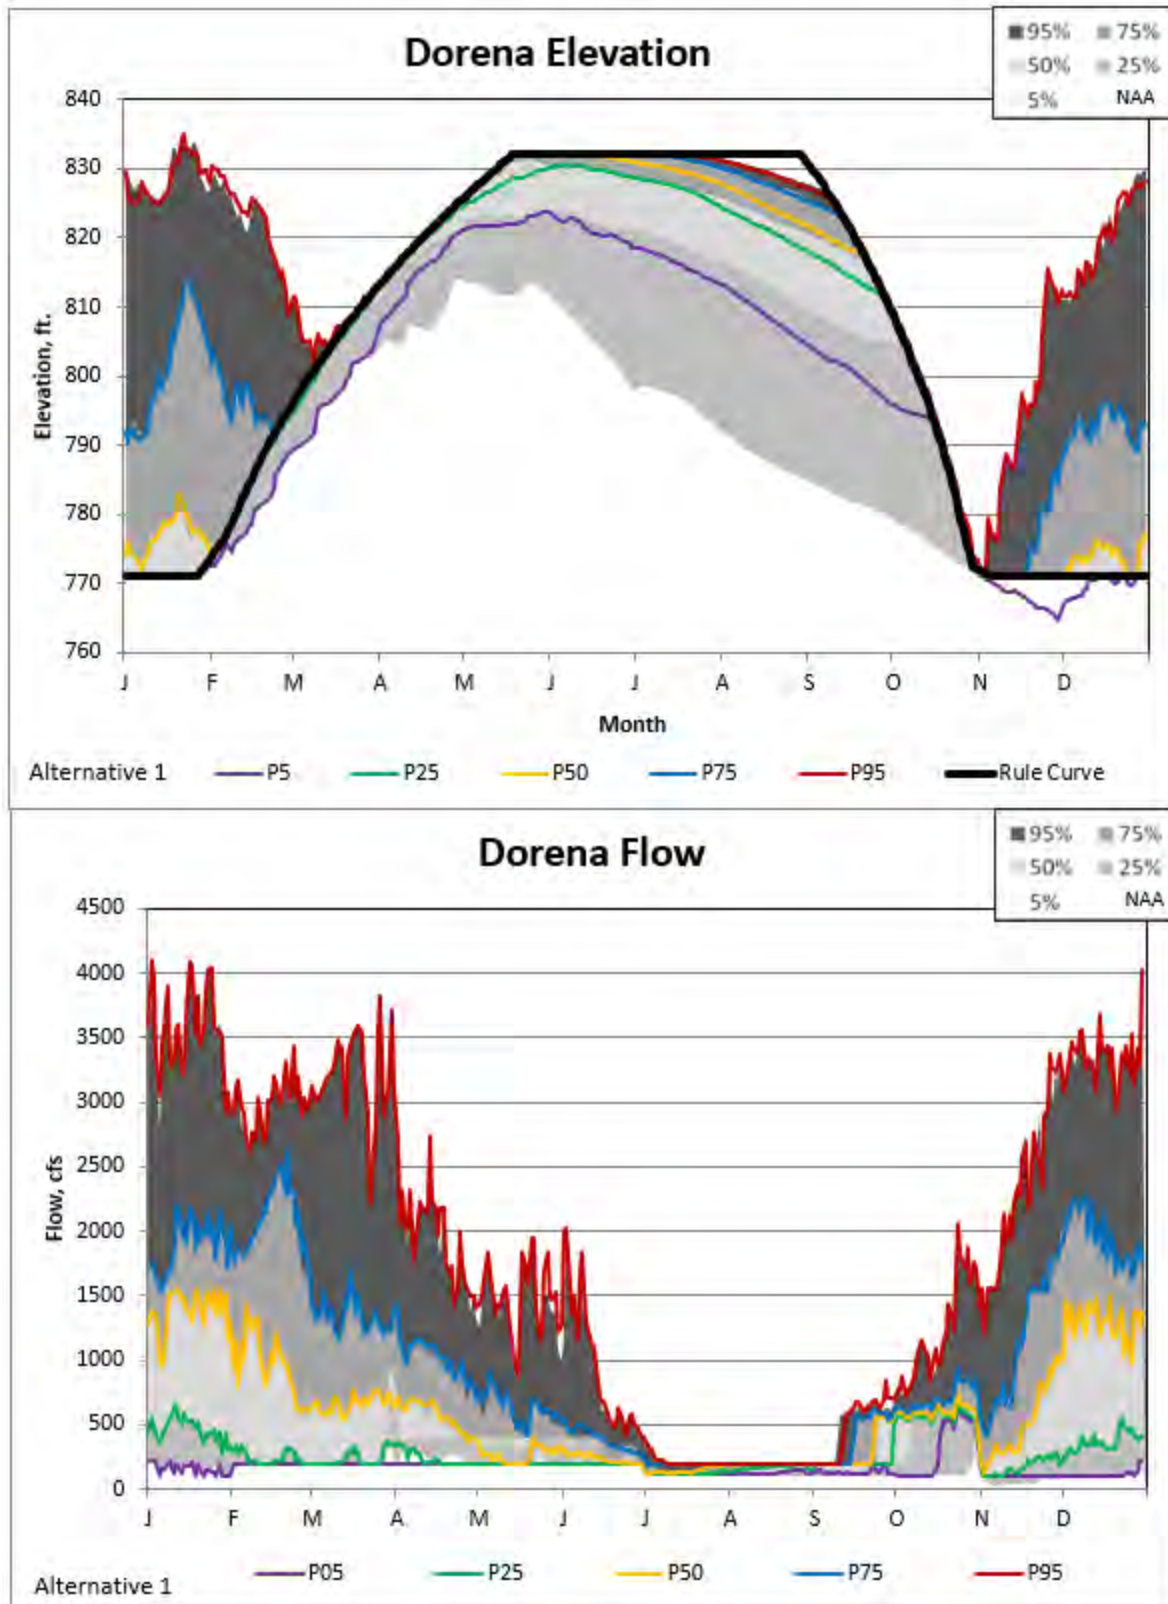 Dorena Elevation
95% 75%
50% 25%
5% NAA
840
830
820
810
800
790
780
770
760
Elevation, ft.
J F M A M J J A S O N D
Month
Alternative 1 P5 P25 P50 P75 P95 Rule Curve
Dorena Flow
95% 75%
50% 25%
5% NAA
4500
4000
3500
3000
2500
2000
1500
1000
500
0
Flow, cfs
J F M A M J J A S O N D
Alternative 1 P05 P25 P50 P75 P95